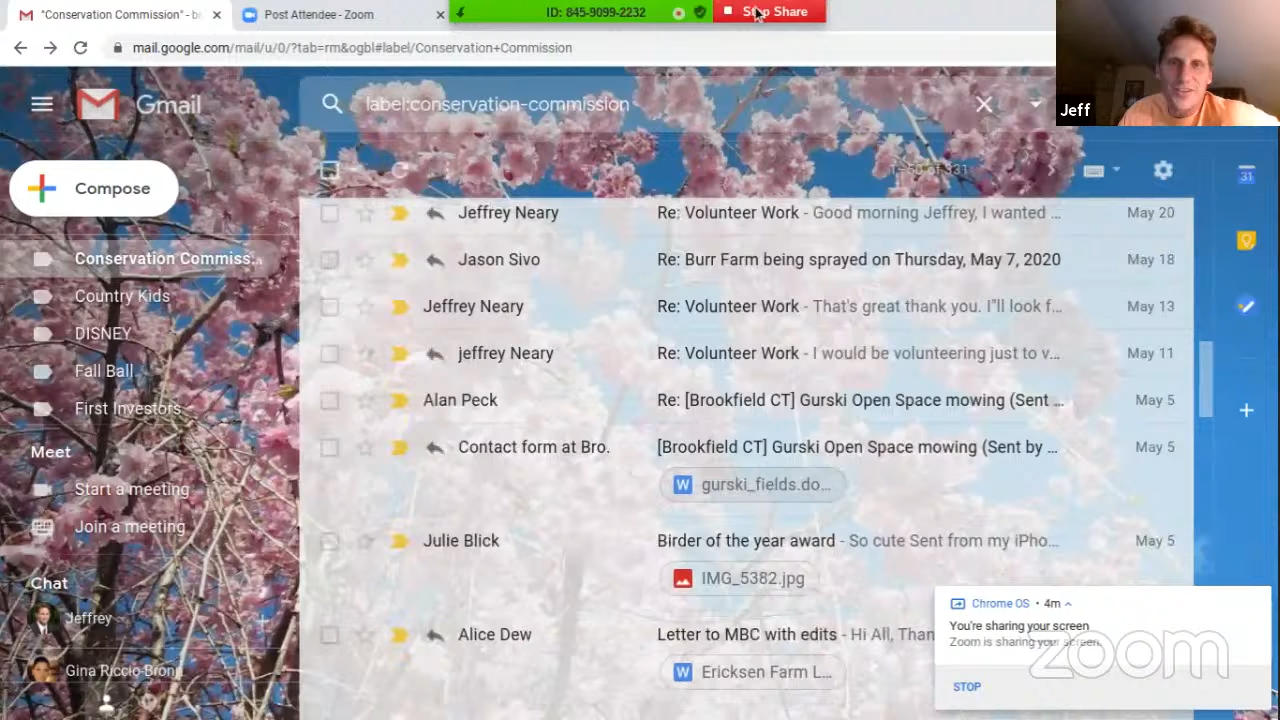 "Conservation Commission" - b
Post Attendee - Zoom
ID: 845-9099-2232
Stop Share
mail.google.com/mail/u/0/?tab=rm&ogbl#label/Conservation+Commission
Jeff
Gmail
label:conservation-commission
Compose
1–50 of 331
31
Conservation Commiss..
Country Kids
DISNEY
Fall Ball
First Investors
Meet
Start a meeting
Join a meeting
Chat
Jeffrey
Gina Riccio-Brong
Jeffrey Neary Re: Volunteer Work - Good morning Jeffrey, I wanted ... May 20
Jason Sivo Re: Burr Farm being sprayed on Thursday, May 7, 2020 May 18
Jeffrey Neary Re: Volunteer Work - That's great thank you. I"ll look f... May 13
jeffrey Neary Re: Volunteer Work - I would be volunteering just to v... May 11
Alan Peck Re: [Brookfield CT] Gurski Open Space mowing (Sent ... May 5
Contact form at Bro. [Brookfield CT] Gurski Open Space mowing (Sent by ... May 5
W gurski_fields.do...
Julie Blick Birder of the year award - So cute Sent from my iPho... May 5
IMG_5382.jpg
Alice Dew Letter to MBC with edits - Hi All, Than
W Ericksen Farm L...
Chrome OS • 4m
You're sharing your screen
Zoom is sharing your screen.
STOP
zoom